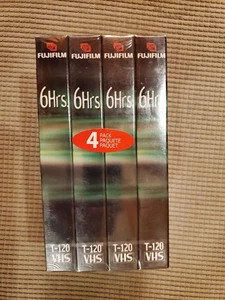 FUJIFILM FUJIFILM FUJIFILM FUJIFILM
6Hrs. 6Hrs. 6Hrs. 6Hrs.
4 PACK
PAQUETE
PAQUET
T-120 T-120 T-120 T-120
VHS VHS VHS VHS